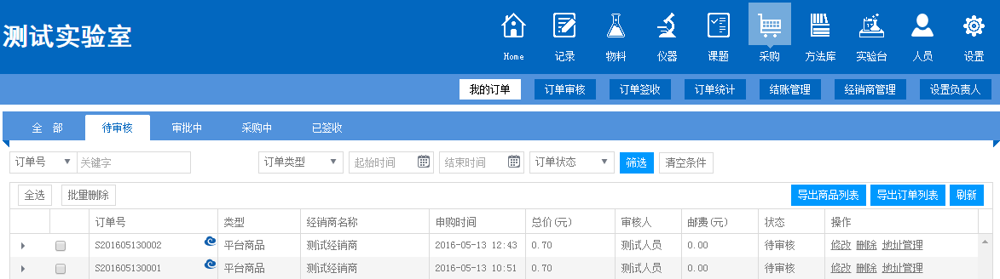 测试实验室
Home 记录 物料 仪器 课题 采购 方法库 实验台 人员 设置
我的订单 订单审核 订单签收 订单统计 结账管理 经销商管理 设置负责人
全 部 待审核 审批中 采购中 已签收
订单号 关键字 订单类型 起始时间 结束时间 订单状态 筛选 清空条件
全选 批量删除 导出商品列表 导出订单列表 刷新
订单号 类型 经销商名称 申购时间 总价(元) 审核人 邮费(元) 状态 操作
S201605130002 平台商品 测试经销商 2016-05-13 12:43 0.70 测试人员 0.00 待审核 修改 删除 地址管理
S201605130001 平台商品 测试经销商 2016-05-13 10:51 0.70 测试人员 0.00 待审核 修改 删除 地址管理